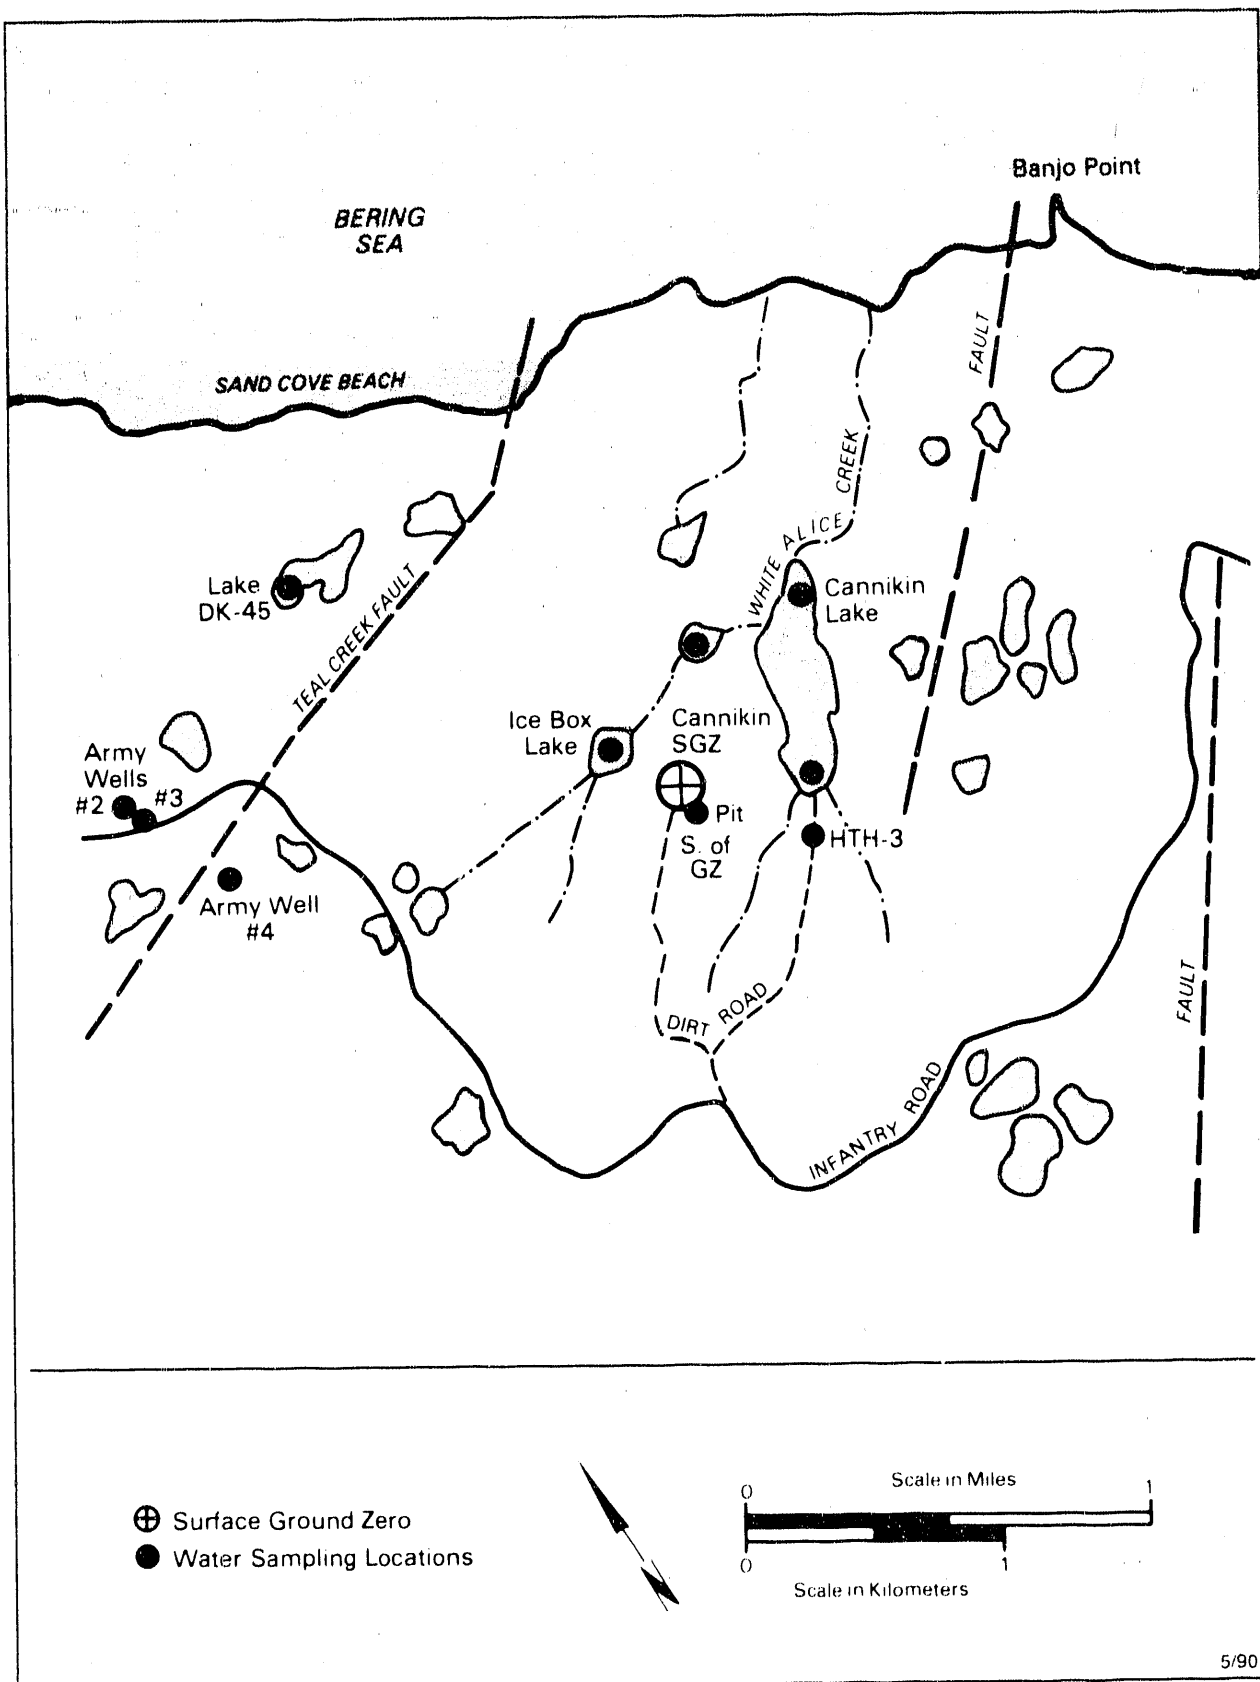 Banjo Point
BERING
SEA
FAULT
SAND COVE BEACH
WHITE ALICE CREEK
Lake
DK-45
TEAL CREEK FAULT
Cannikin
Lake
Ice Box
Lake
Cannikin
SGZ
Army
Wells
#2
#3
Pit
S. of
GZ
HTH-3
Army Well
#4
DIRT ROAD
FAULT
INFANTRY ROAD
Surface Ground Zero
Water Sampling Locations
Scale in Miles
0 1
0 1
Scale in Kilometers
5/90